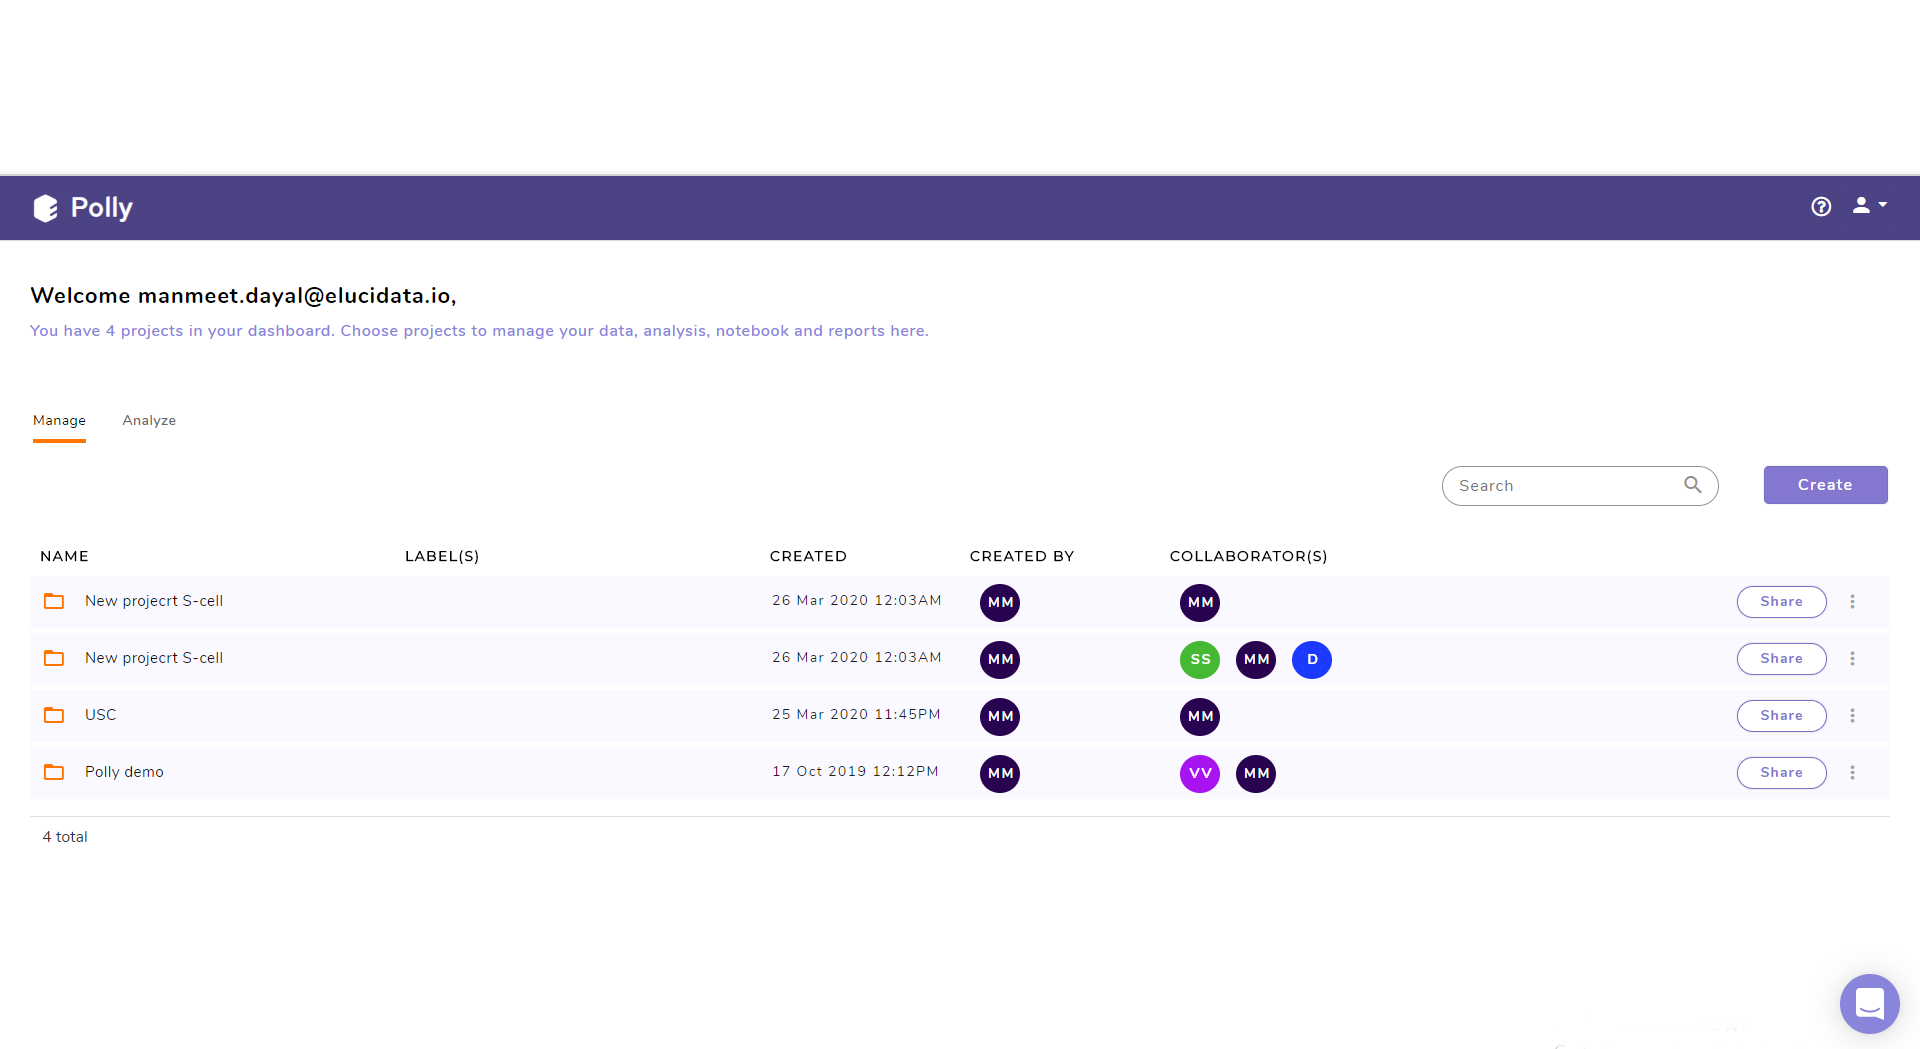 Polly
Welcome manmeet.dayal@elucidata.io,
You have 4 projects in your dashboard. Choose projects to manage your data, analysis, notebook and reports here.
Manage Analyze
Search Create
NAME LABEL(S) CREATED CREATED BY COLLABORATOR(S)
New projecrt S-cell 26 Mar 2020 12:03AM MM MM Share
New projecrt S-cell 26 Mar 2020 12:03AM MM SS MM D Share
USC 25 Mar 2020 11:45PM MM MM Share
Polly demo 17 Oct 2019 12:12PM MM VV MM Share
4 total